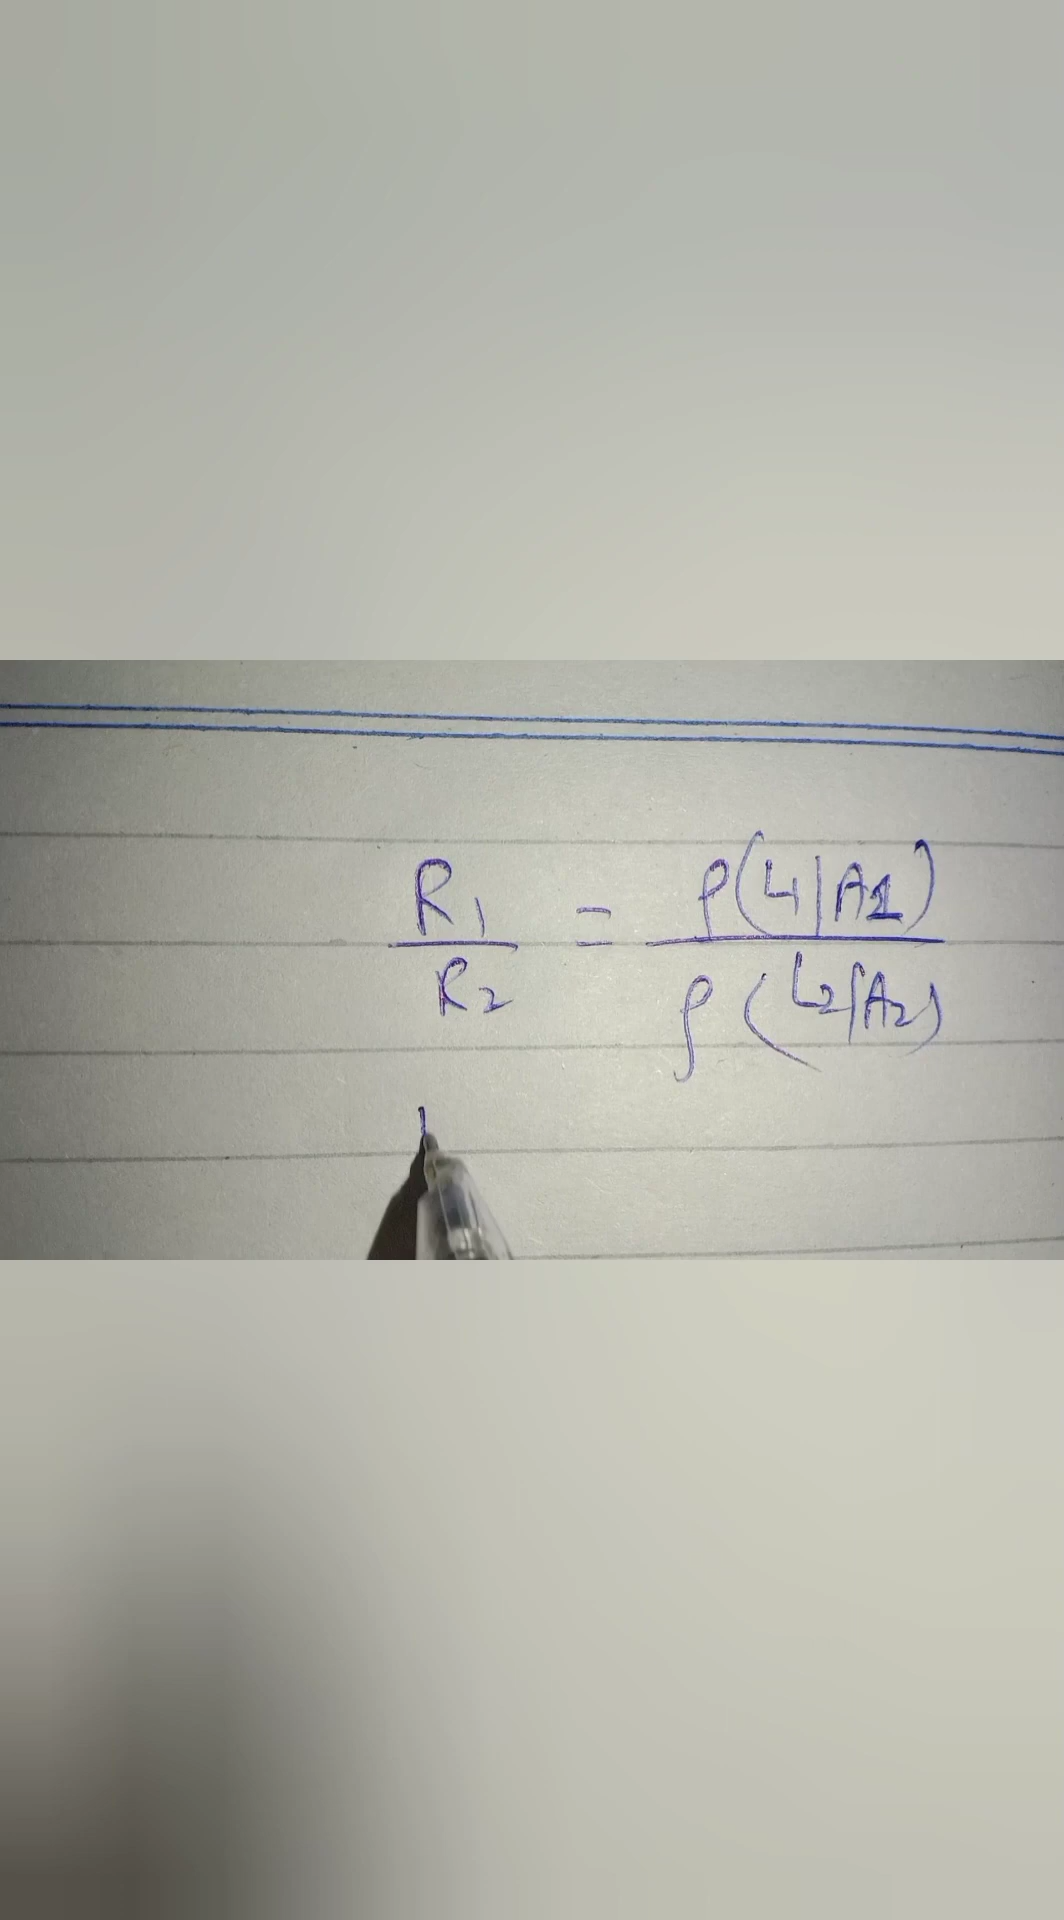 R1 / R2 = ρ(L1/A1) / ρ(L2/A2)